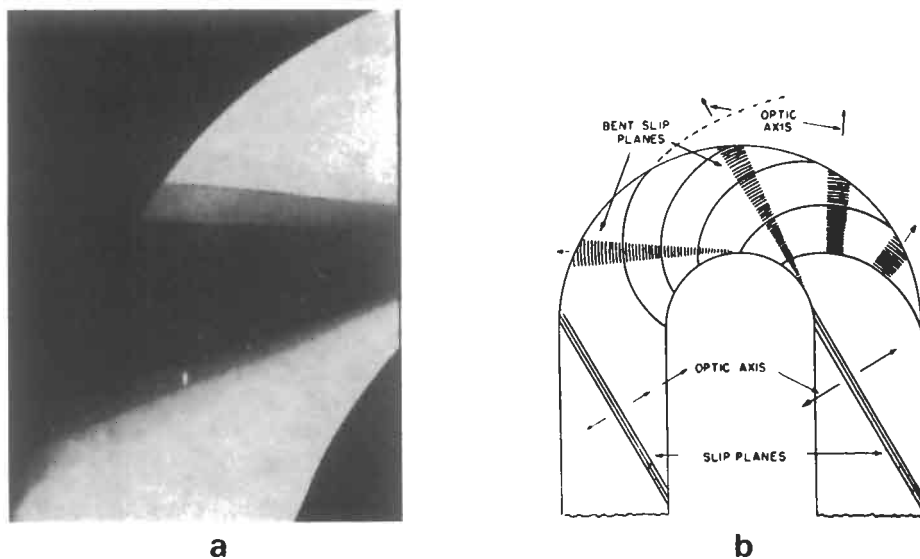 BENT SLIP
PLANES
OPTIC
AXIS
OPTIC AXIS
SLIP PLANES
a
b